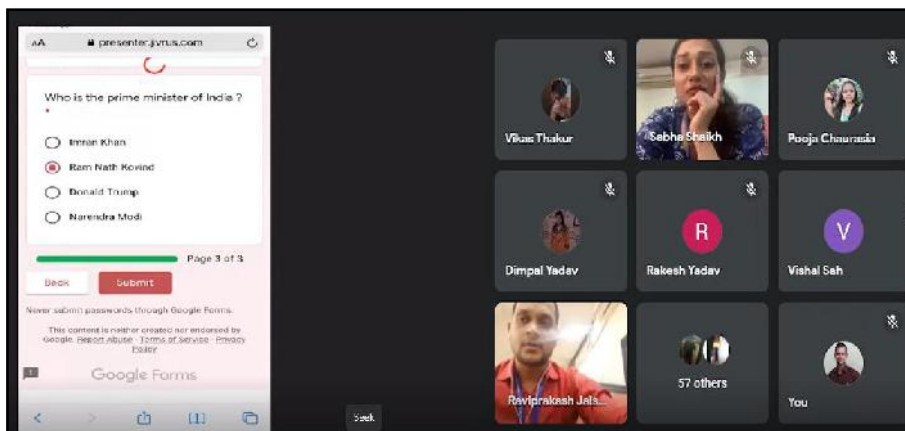 AA presenter.jivrus.com
Who is the prime minister of India ?
*
Imran Khan
Ram Nath Kovind
Donald Trump
Narendra Modi
Page 3 of 3
Back Submit
Never submit passwords through Google Forms.
This content is neither created nor endorsed by
Google. Report Abuse - Terms of Service - Privacy
Policy
Google Forms
Seek
Vikas Thakur
Sabha Shaikh
Pooja Chaurasia
Dimpal Yadav
R
Rakesh Yadav
V
Vishal Sah
Raviprakash Jais...
57 others
You